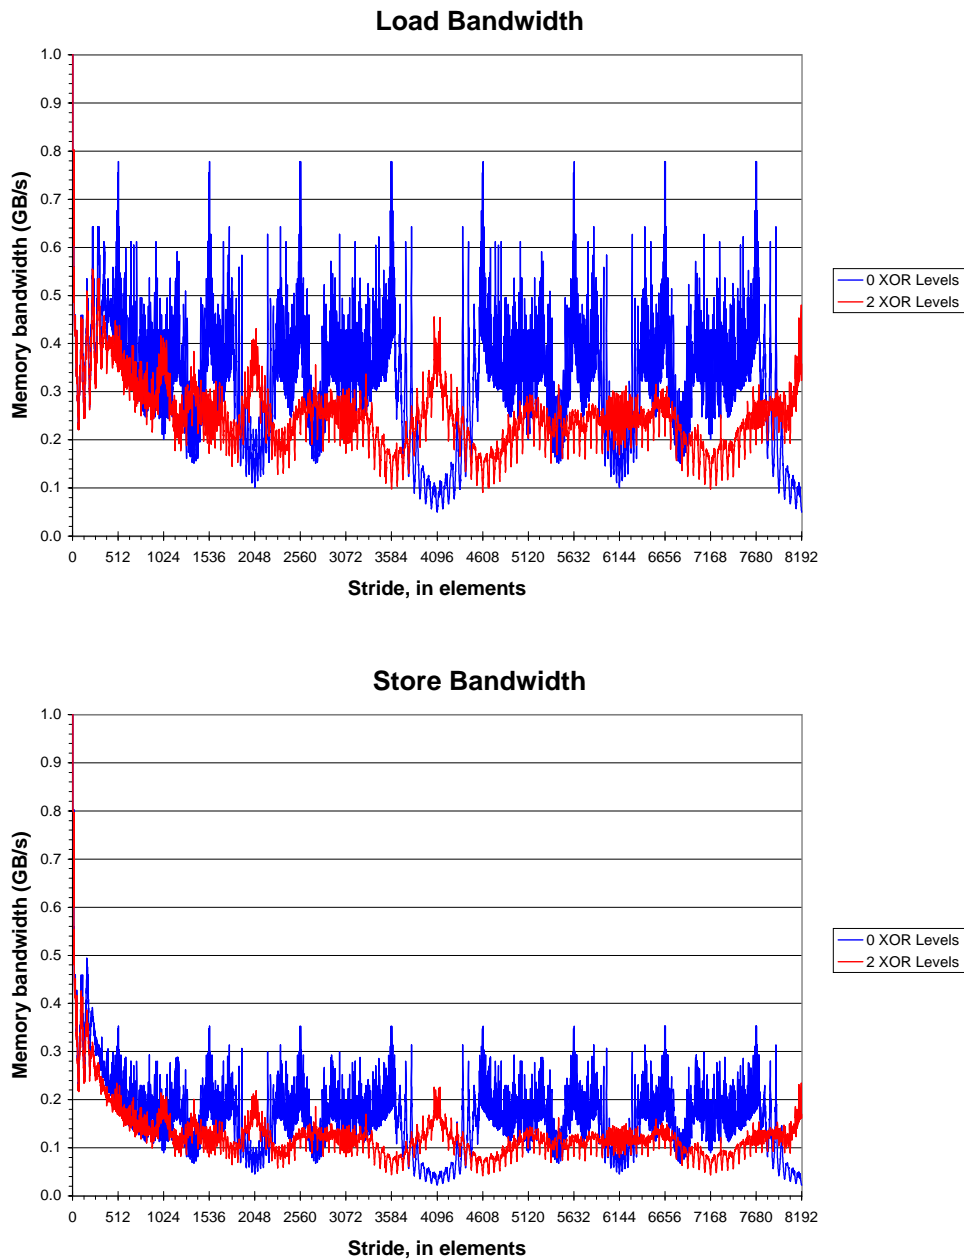 Load Bandwidth
1.0
0.9
0.8
0.7
0.6
0.5
0.4
0.3
0.2
0.1
0.0
Memory bandwidth (GB/s)
0 512 1024 1536 2048 2560 3072 3584 4096 4608 5120 5632 6144 6656 7168 7680 8192
Stride, in elements
0 XOR Levels
2 XOR Levels
Store Bandwidth
1.0
0.9
0.8
0.7
0.6
0.5
0.4
0.3
0.2
0.1
0.0
Memory bandwidth (GB/s)
0 512 1024 1536 2048 2560 3072 3584 4096 4608 5120 5632 6144 6656 7168 7680 8192
Stride, in elements
0 XOR Levels
2 XOR Levels